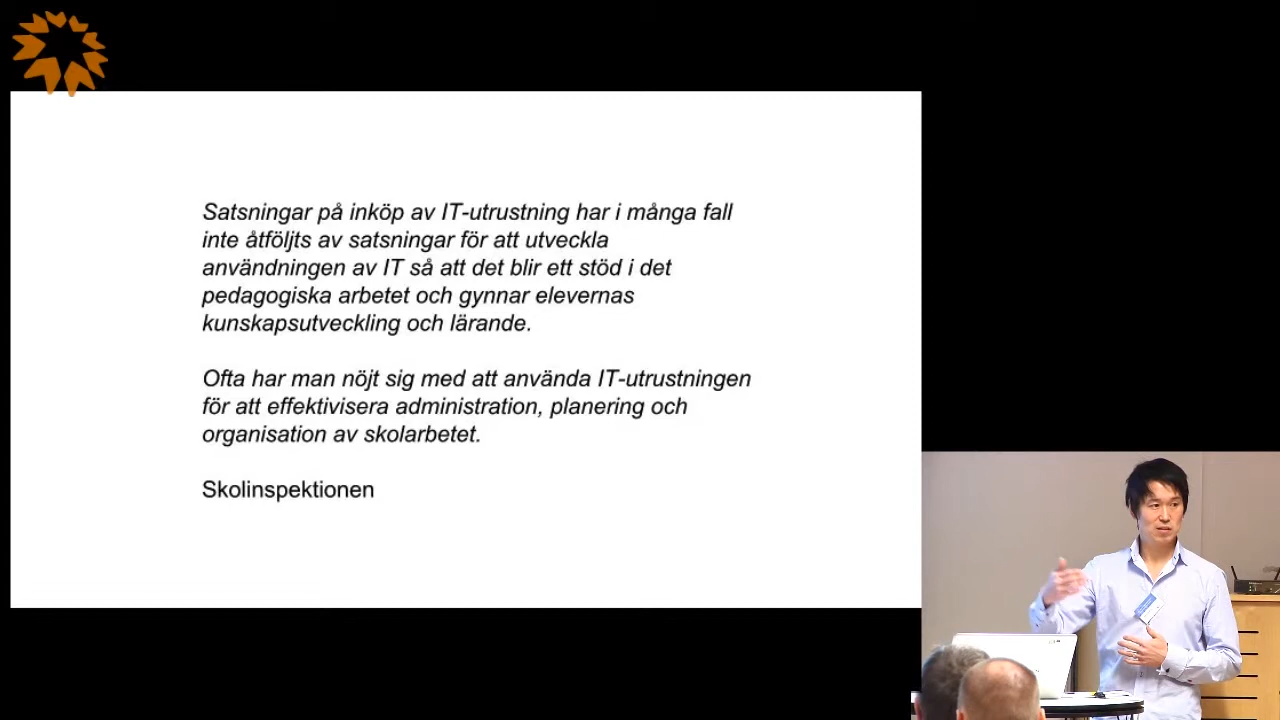 Satsningar på inköp av IT-utrustning har i många fall
inte åtföljts av satsningar för att utveckla
användningen av IT så att det blir ett stöd i det
pedagogiska arbetet och gynnar elevernas
kunskapsutveckling och lärande.
Ofta har man nöjt sig med att använda IT-utrustningen
för att effektivisera administration, planering och
organisation av skolarbetet.
Skolinspektionen